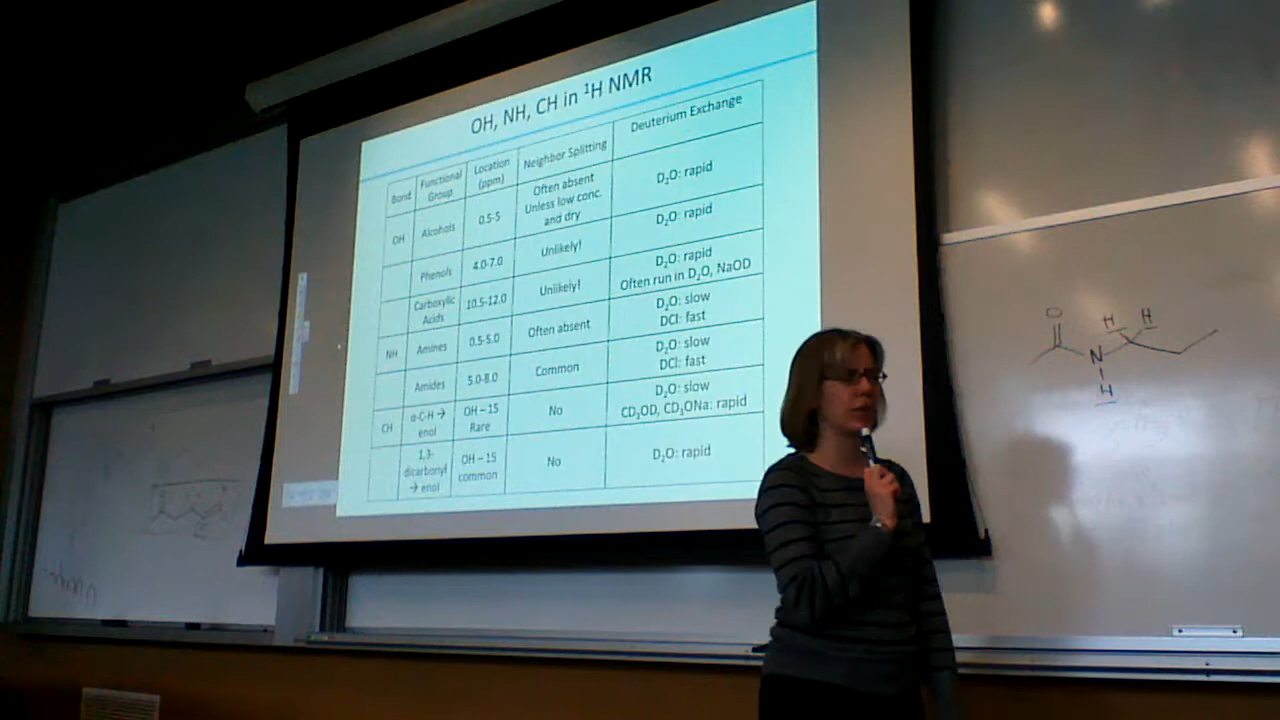 OH, NH, CH in ¹H NMR
Bond
Functional
Group
Location
(ppm)
Neighbor Splitting
Deuterium Exchange
OH
Alcohols
0.5-5
Often absent
Unless low conc.
and dry
D₂O: rapid
Phenols
4.0-7.0
Unlikely!
D₂O: rapid
Carboxylic
Acids
10.5-12.0
Unlikely!
D₂O: rapid
Often run in D₂O, NaOD
NH
Amines
0.5-5.0
Often absent
D₂O: slow
DCl: fast
Amides
5.0-8.0
Common
D₂O: slow
DCl: fast
CH
α-C-H →
enol
OH – 15
Rare
No
D₂O: slow
CD₃OD, CD₃ONa: rapid
1,3-
dicarbonyl
→ enol
OH – 15
common
No
D₂O: rapid
O
H
H
N
H